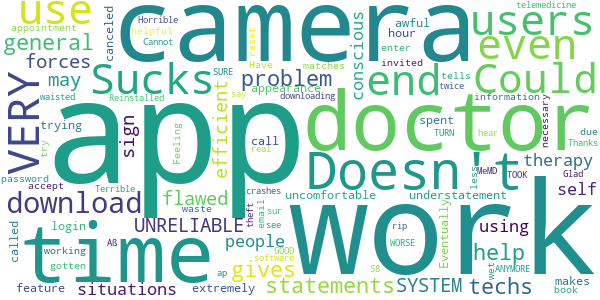 telemedicine
use
camera
users
Horrible
canceled
appointment
helpful
Cannot
awful
hour
enter
invited
matches
general
even
forces
conscious
VERY
may
Sucks
problem
reset
Have
SURE
tells
twice
end
Could
Reinstalled
appearance
downloading
information
waisted
trying
sign
efficient
say
app
doctor
spent
TURN
necessary
due
Thanks
call
real
hear
try
Feeling
Doesn't
therapy
password
accept
Terrible
flawed
MeMD
TOOK
Glad
less
self
download
waste
crashes
theft
uncomfortable
understatement
work
UNRELIABLE
email
sur
see
rip
WORSE
Eventually
using
login
called
working
AB
people
GOOD
time
help
gotten
ap
gives
software
S8
wet
ANYMORE
feature
situations
extremely
statements
SYSTEM
techs
makes
book